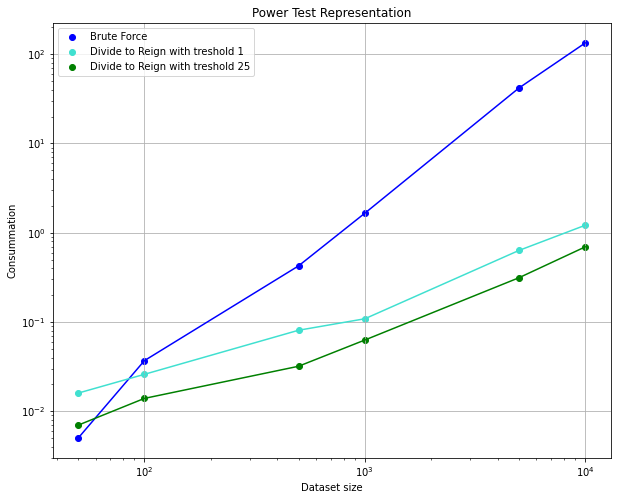 Power Test Representation
Brute Force
Divide to Reign with treshold 1
Divide to Reign with treshold 25
Consummation
10²
10¹
10⁰
10⁻¹
10⁻²
10² 10³ 10⁴
Dataset size